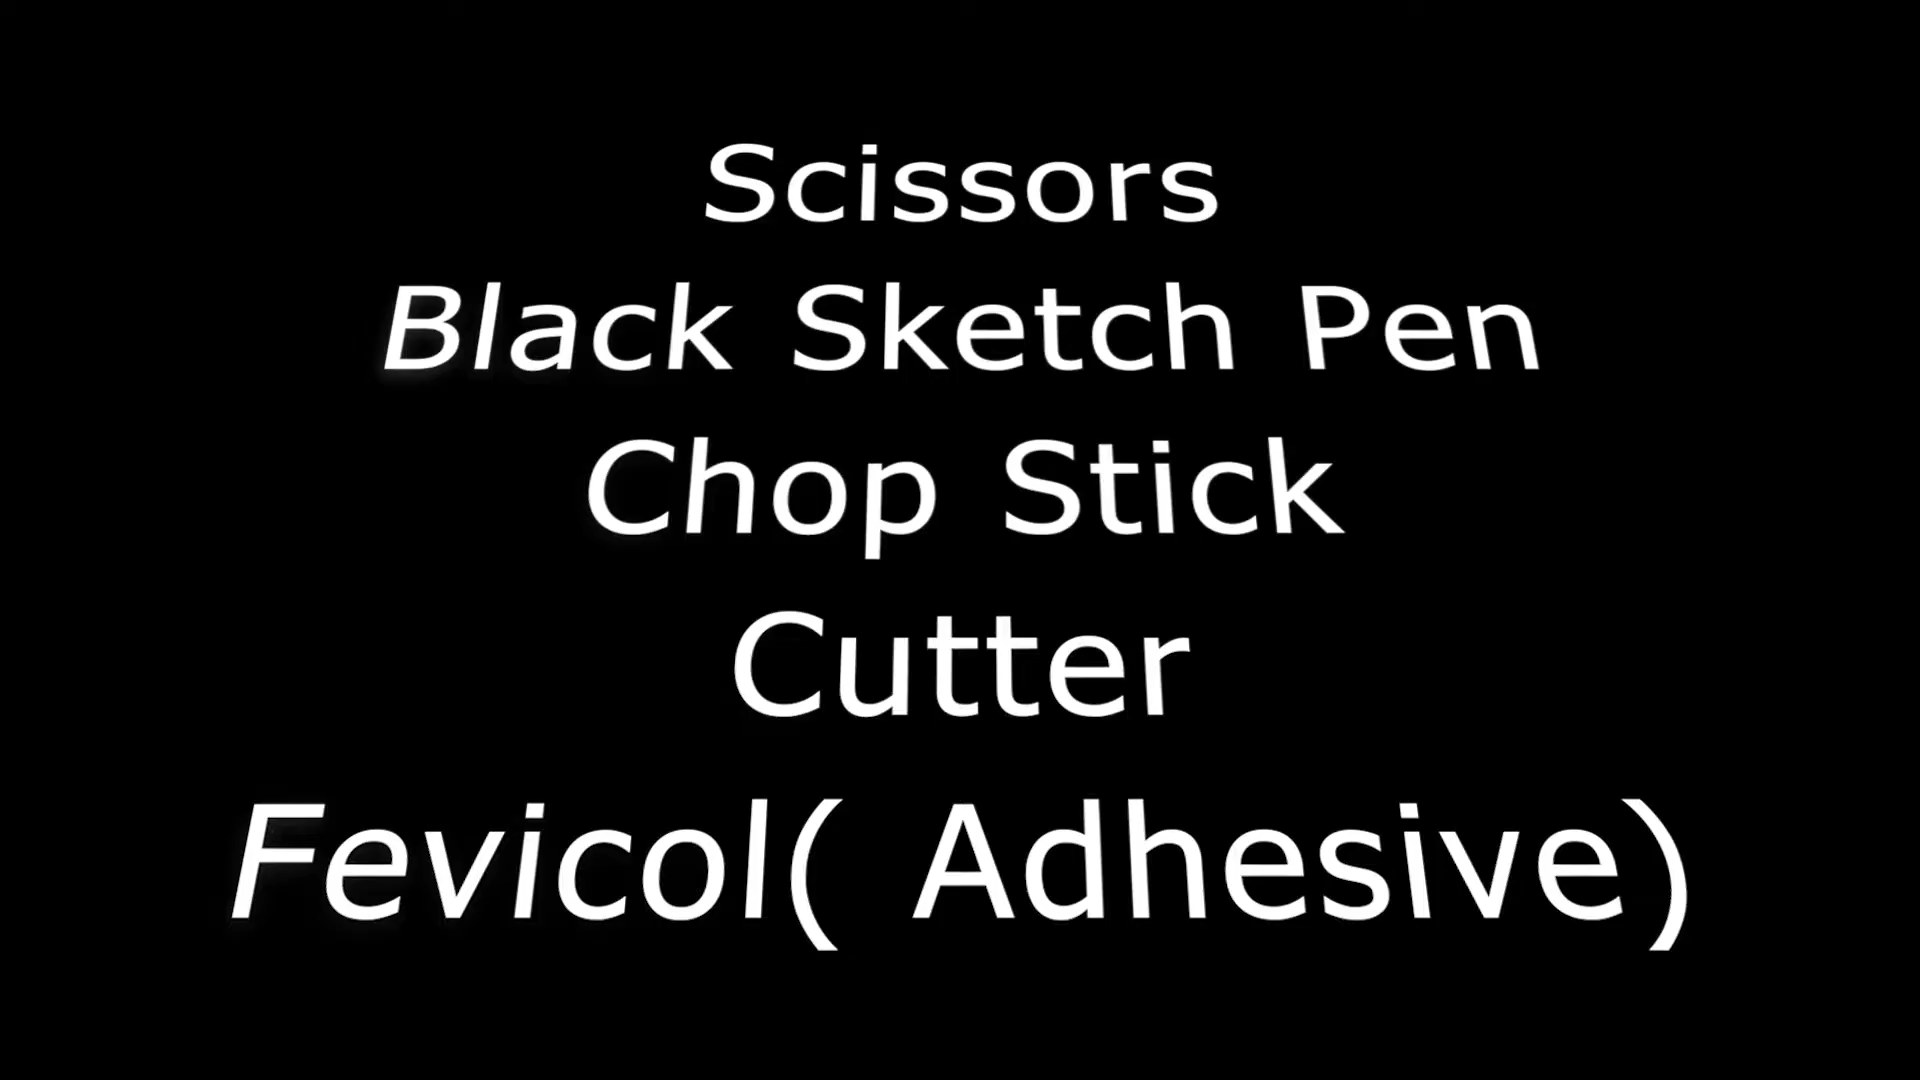 Scissors
Black Sketch Pen
Chop Stick
Cutter
Fevicol( Adhesive)